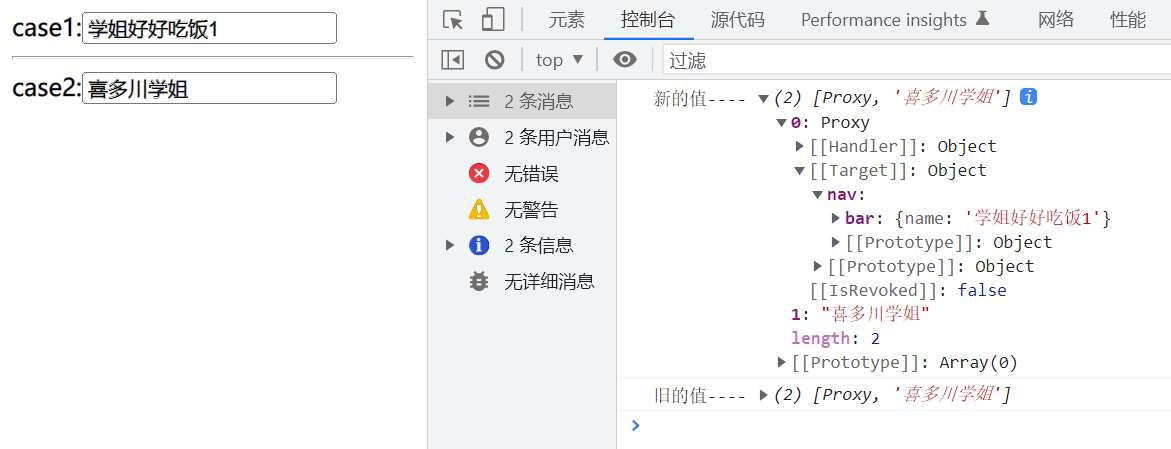 case1:学姐好好吃饭1
case2:喜多川学姐
元素 控制台 源代码 Performance insights 网络 性能
top ▼ 过滤
2 条消息
2 条用户消息
无错误
无警告
2 条信息
无详细消息
新的值---- ▼(2) [Proxy, '喜多川学姐'] i
▼0: Proxy
▶[[Handler]]: Object
▼[[Target]]: Object
▼nav:
▶bar: {name: '学姐好好吃饭1'}
▶[[Prototype]]: Object
▶[[Prototype]]: Object
[[IsRevoked]]: false
1: "喜多川学姐"
length: 2
▶[[Prototype]]: Array(0)
旧的值---- ▶(2) [Proxy, '喜多川学姐']